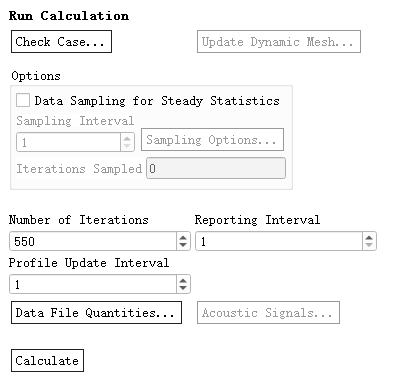 Run Calculation
Check Case... Update Dynamic Mesh...
Options
Data Sampling for Steady Statistics
Sampling Interval
1 Sampling Options...
Iterations Sampled 0
Number of Iterations Reporting Interval
550 1
Profile Update Interval
1
Data File Quantities... Acoustic Signals...
Calculate